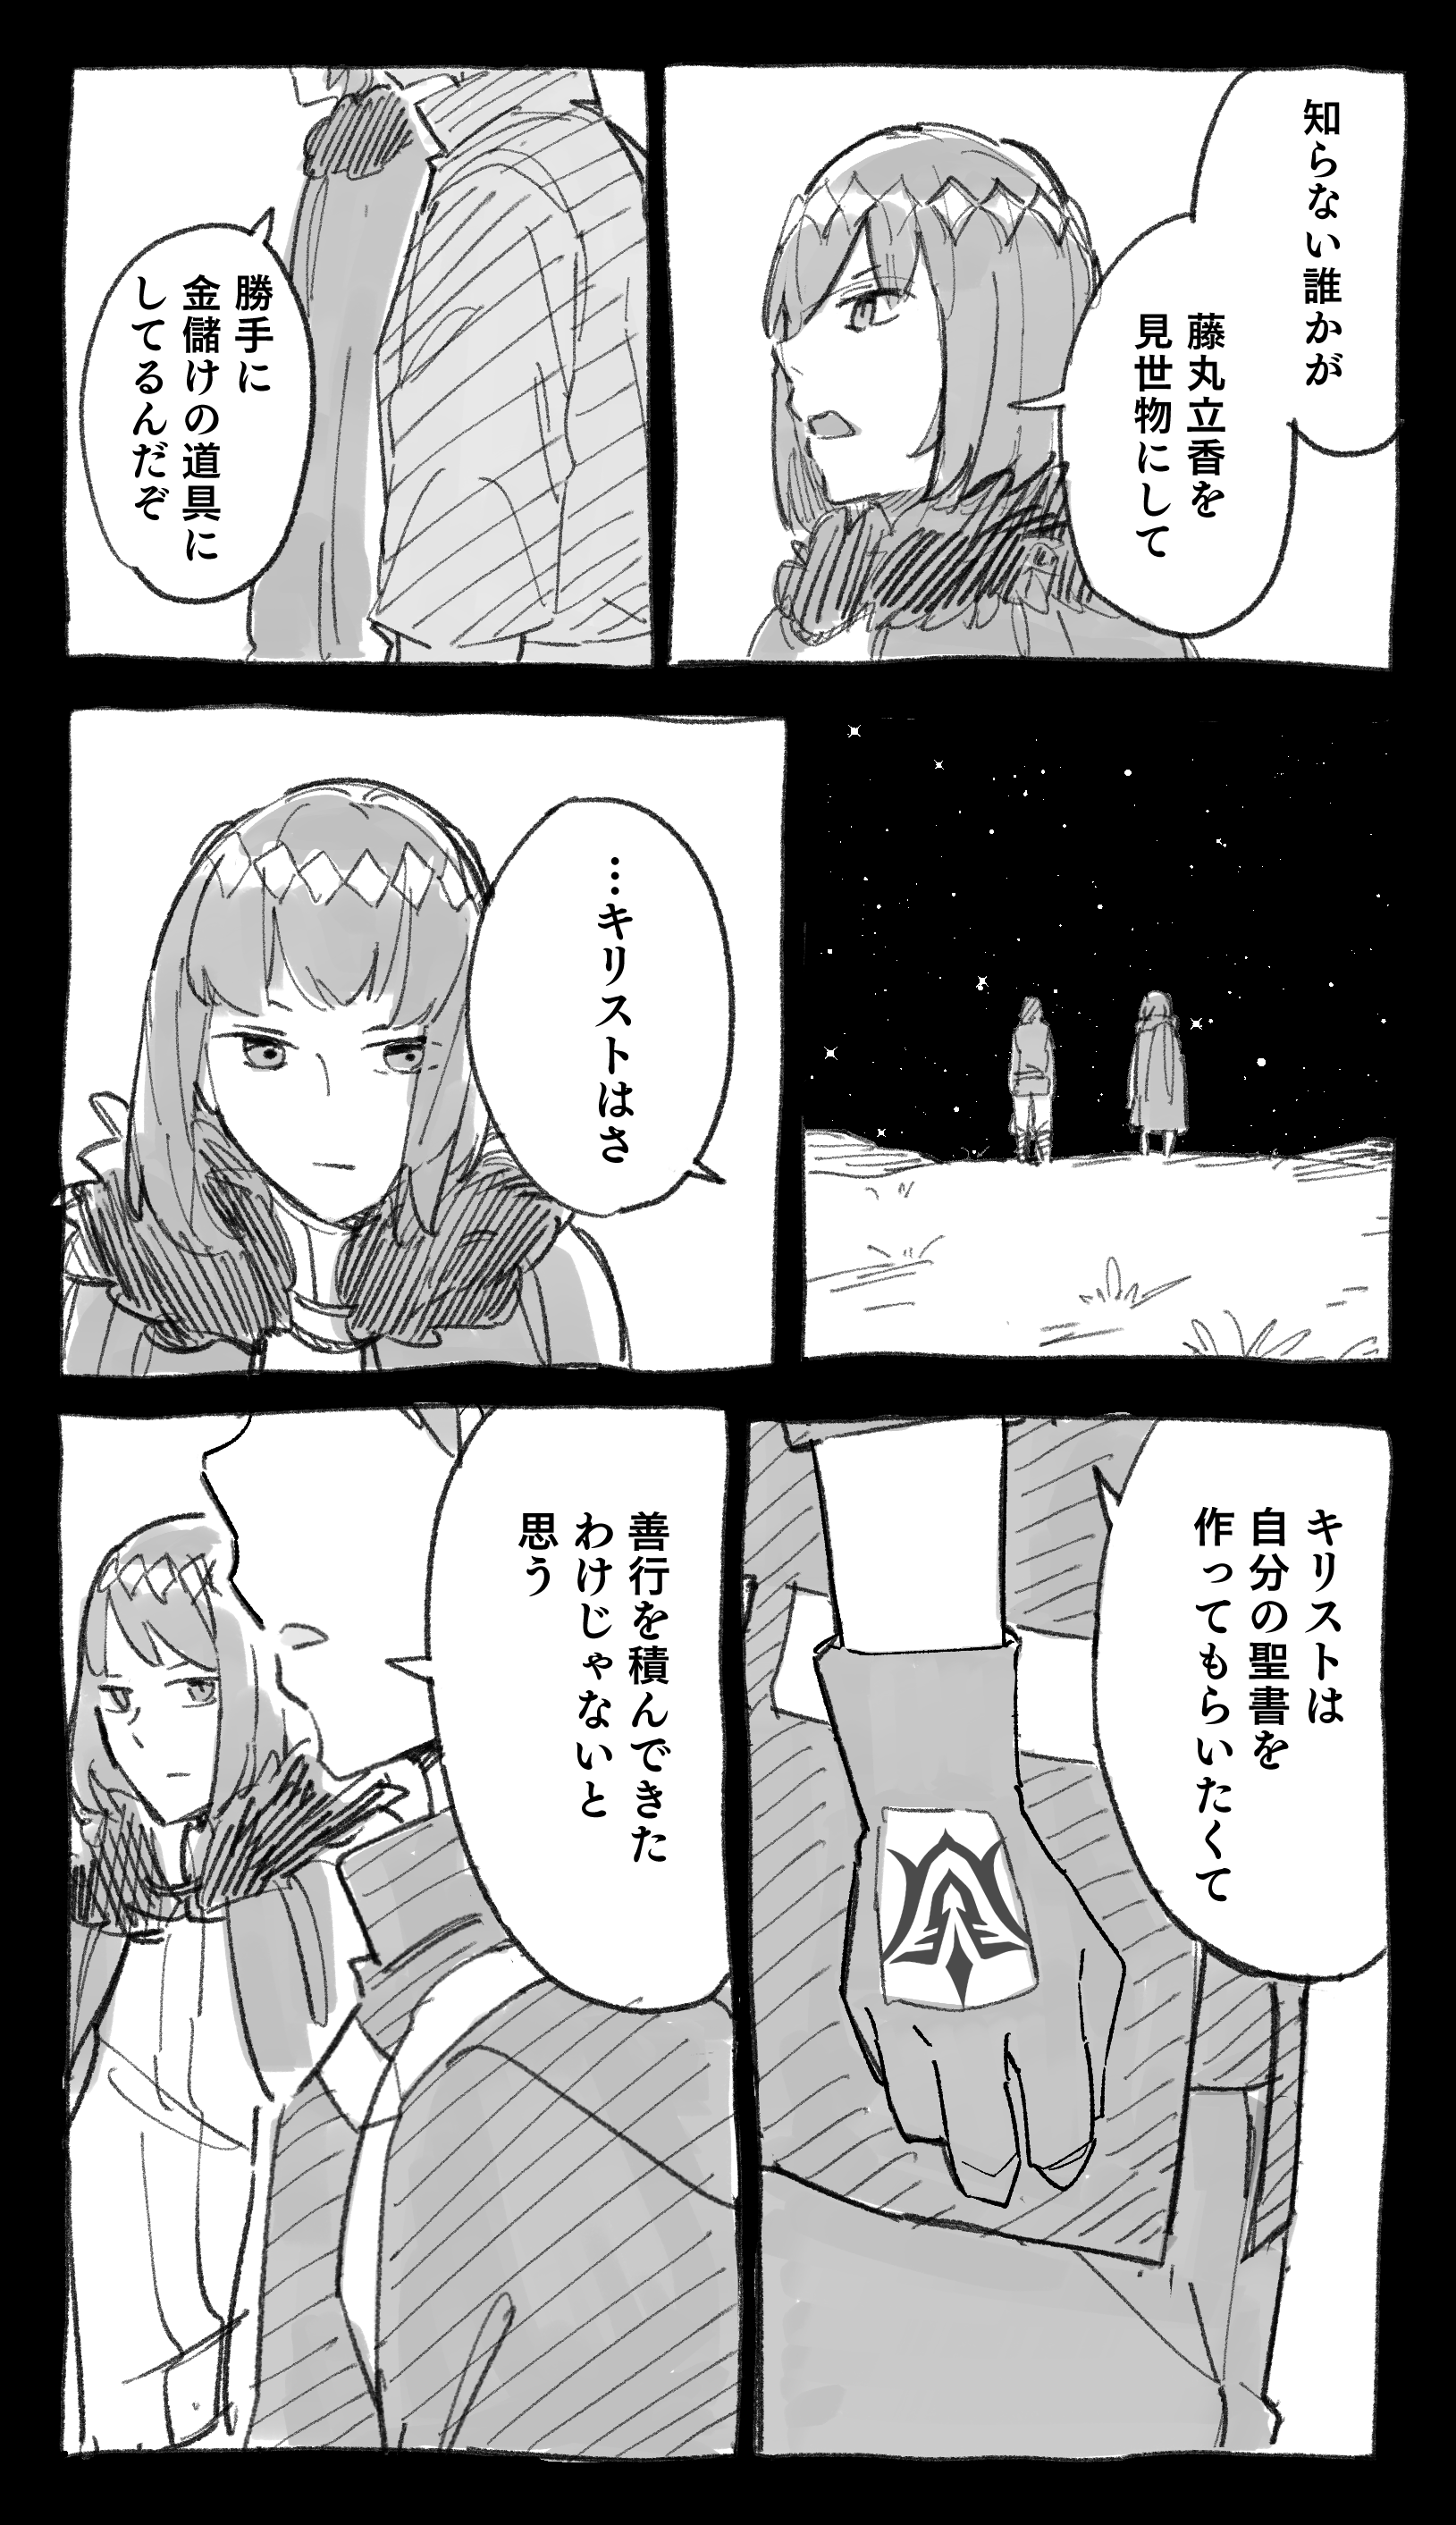 知らない誰かが
藤丸立香を
見世物にして
勝手に
金儲けの道具に
してるんだぞ
…キリストはさ
キリストは
自分の聖書を
作ってもらいたくて
善行を積んできた
わけじゃないと
思う